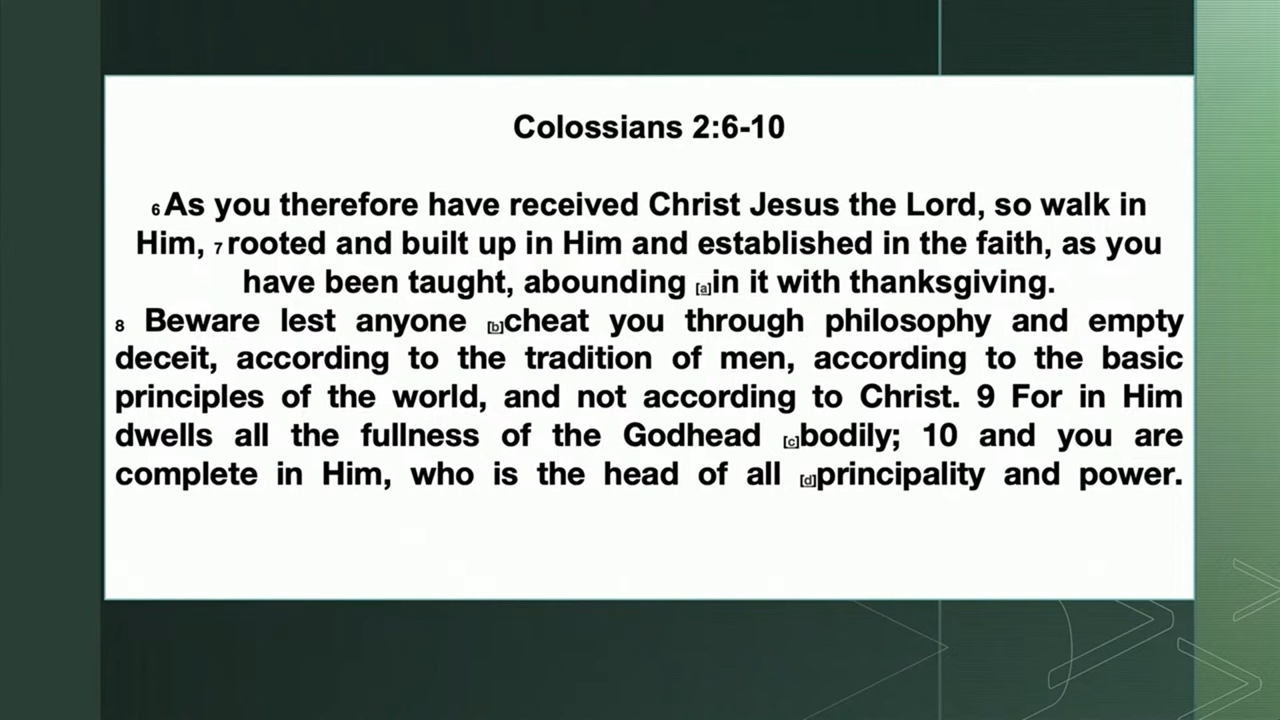 Colossians 2:6-10
6 As you therefore have received Christ Jesus the Lord, so walk in
Him, 7 rooted and built up in Him and established in the faith, as you
have been taught, abounding [a]in it with thanksgiving.
8 Beware lest anyone [b]cheat you through philosophy and empty
deceit, according to the tradition of men, according to the basic
principles of the world, and not according to Christ. 9 For in Him
dwells all the fullness of the Godhead [c]bodily; 10 and you are
complete in Him, who is the head of all [d]principality and power.